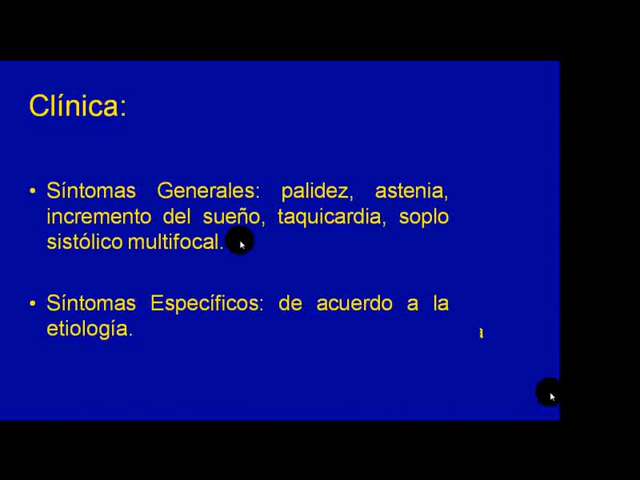 Clínica:
• Síntomas Generales: palidez, astenia,
incremento del sueño, taquicardia, soplo
sistólico multifocal.
• Síntomas Específicos: de acuerdo a la
etiología.
a